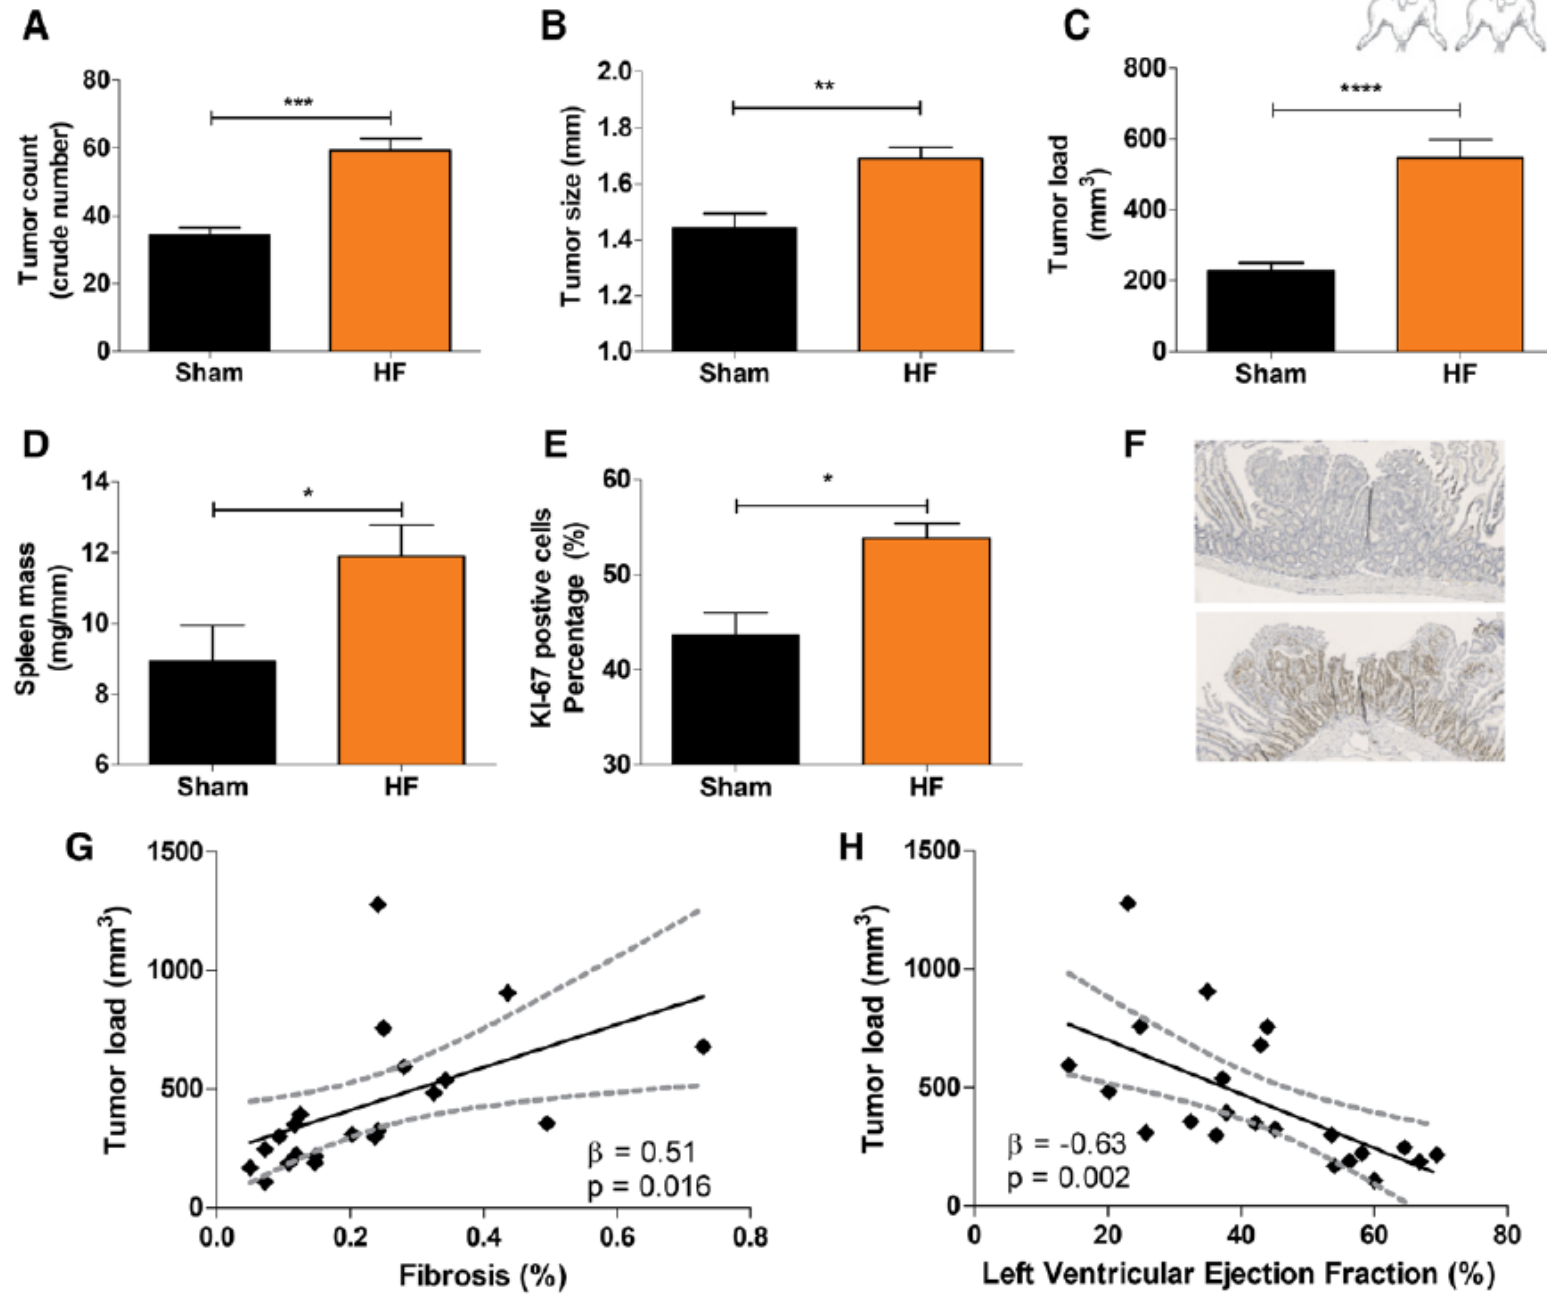 A
Tumor count
(crude number)
80
60
40
20
0
***
Sham
HF
B
Tumor size (mm)
2.0
1.8
1.6
1.4
1.2
1.0
**
Sham
HF
C
Tumor load
(mm³)
800
600
400
200
0
****
Sham
HF
D
Spleen mass
(mg/mm)
14
12
10
8
6
*
Sham
HF
E
KI-67 postive cells
Percentage (%)
60
50
40
30
*
Sham
HF
F
G
Tumor load (mm³)
1500
1000
500
0
β = 0.51
p = 0.016
0.0
0.2
0.4
0.6
0.8
Fibrosis (%)
H
Tumor load (mm³)
1500
1000
500
0
β = -0.63
p = 0.002
0
20
40
60
80
Left Ventricular Ejection Fraction (%)